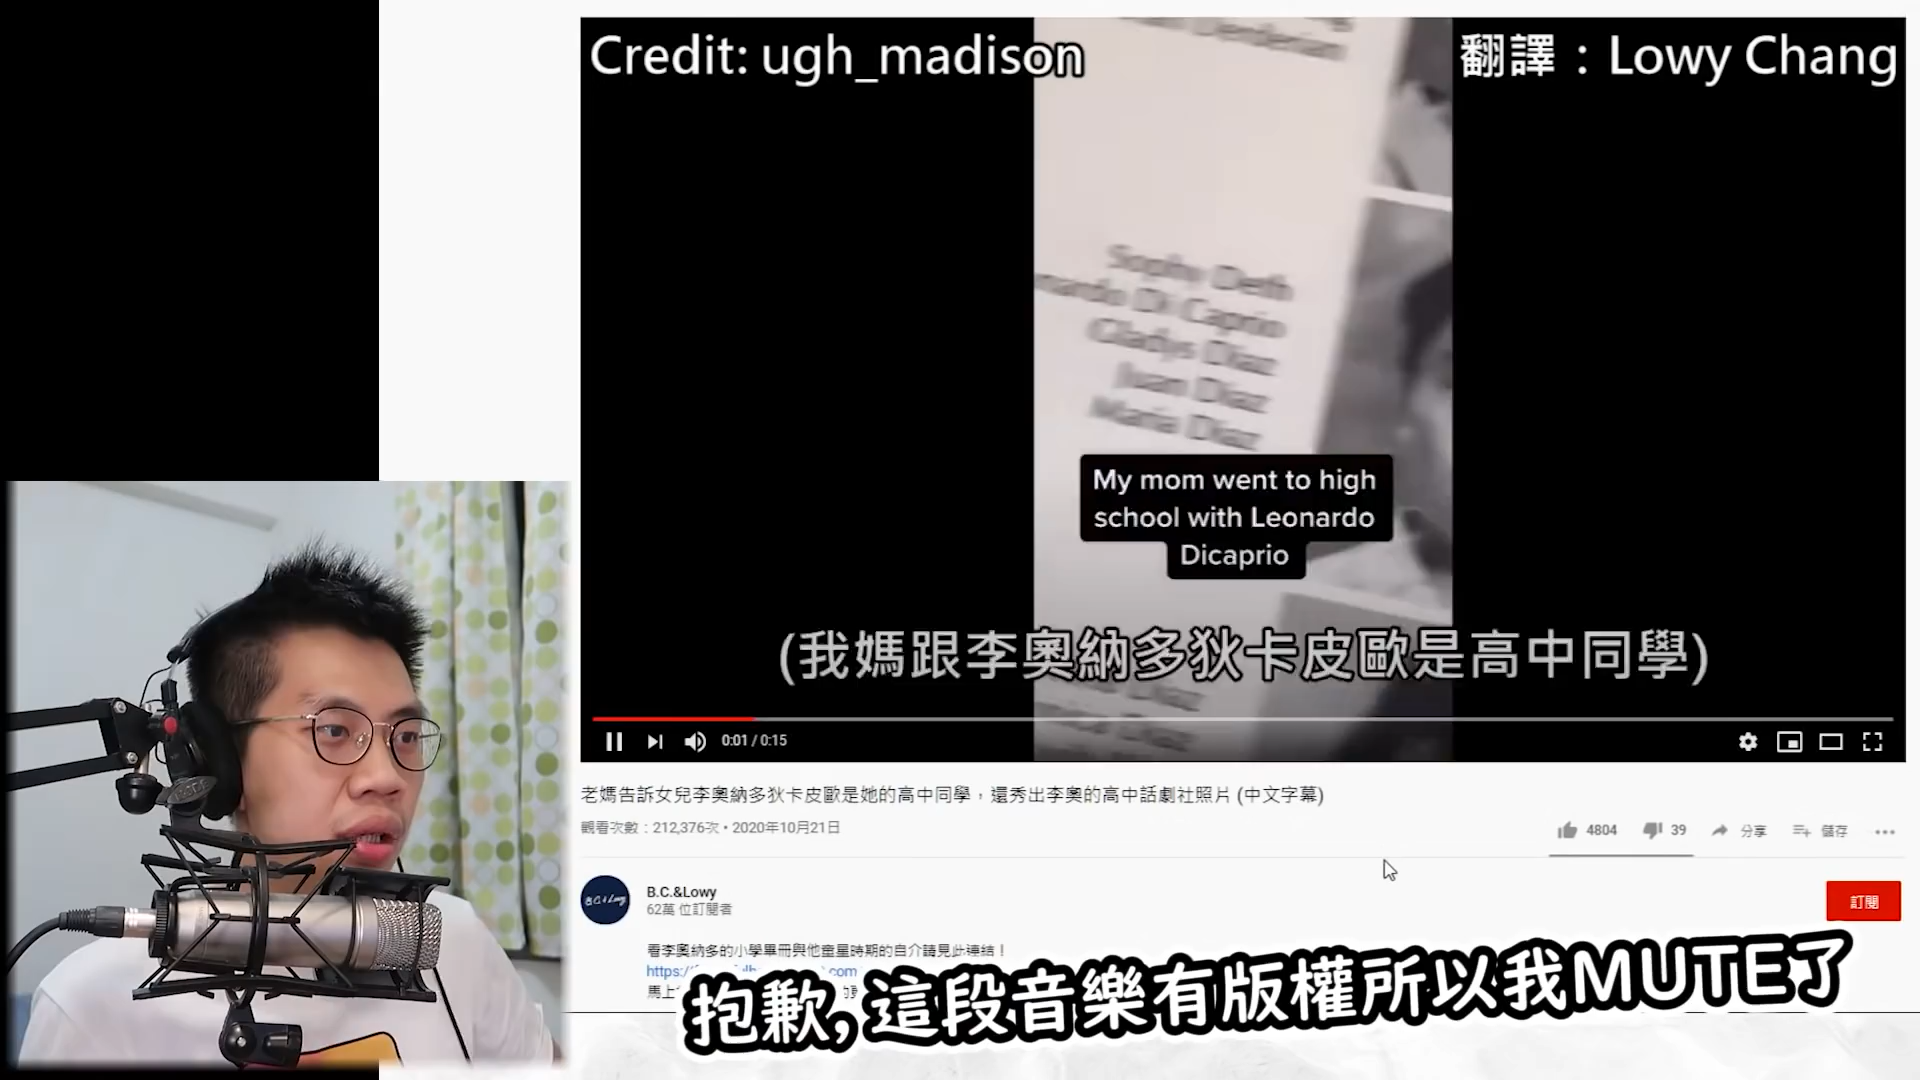 Credit: ugh_madison
翻譯：Lowy Chang
Derderian
Sophy Deth
nardo Di Caprio
Gladys Diaz
Juan Diaz
Maria Diaz
My mom went to high
school with Leonardo
Dicaprio
(我媽跟李奧納多狄卡皮歐是高中同學)
Diaz
Diaz
0:01 / 0:15
老媽告訴女兒李奧納多狄卡皮歐是她的高中同學，還秀出李奧的高中話劇社照片 (中文字幕)
觀看次數：212,376次 • 2020年10月21日
4804
39
分享
儲存
B.C.&Lowy
62萬 位訂閱者
訂閱
看李奧納多的小學畢冊與他童星時期的自介請見此連結！
https://
馬上
抱歉, 這段音樂有版權所以我MUTE了
RODE